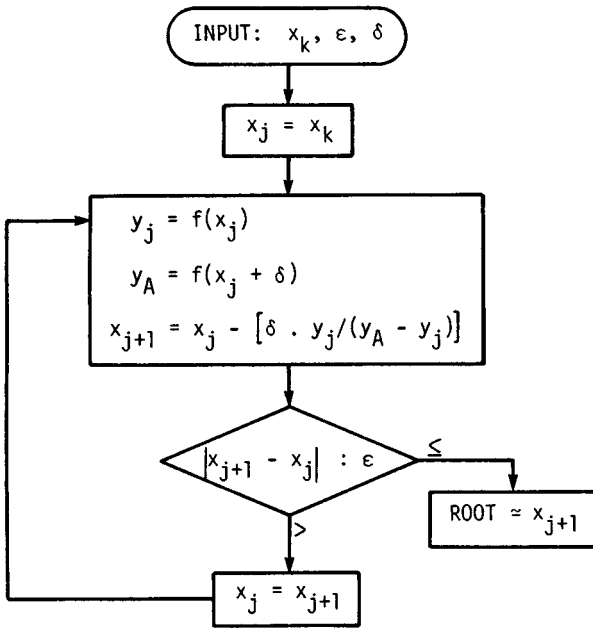 INPUT: x_k, ε, δ
x_j = x_k
y_j = f(x_j)
y_A = f(x_j + δ)
x_{j+1} = x_j - [δ . y_j/(y_A - y_j)]
|x_{j+1} - x_j| : ε
≤
ROOT ≃ x_{j+1}
>
x_j = x_{j+1}